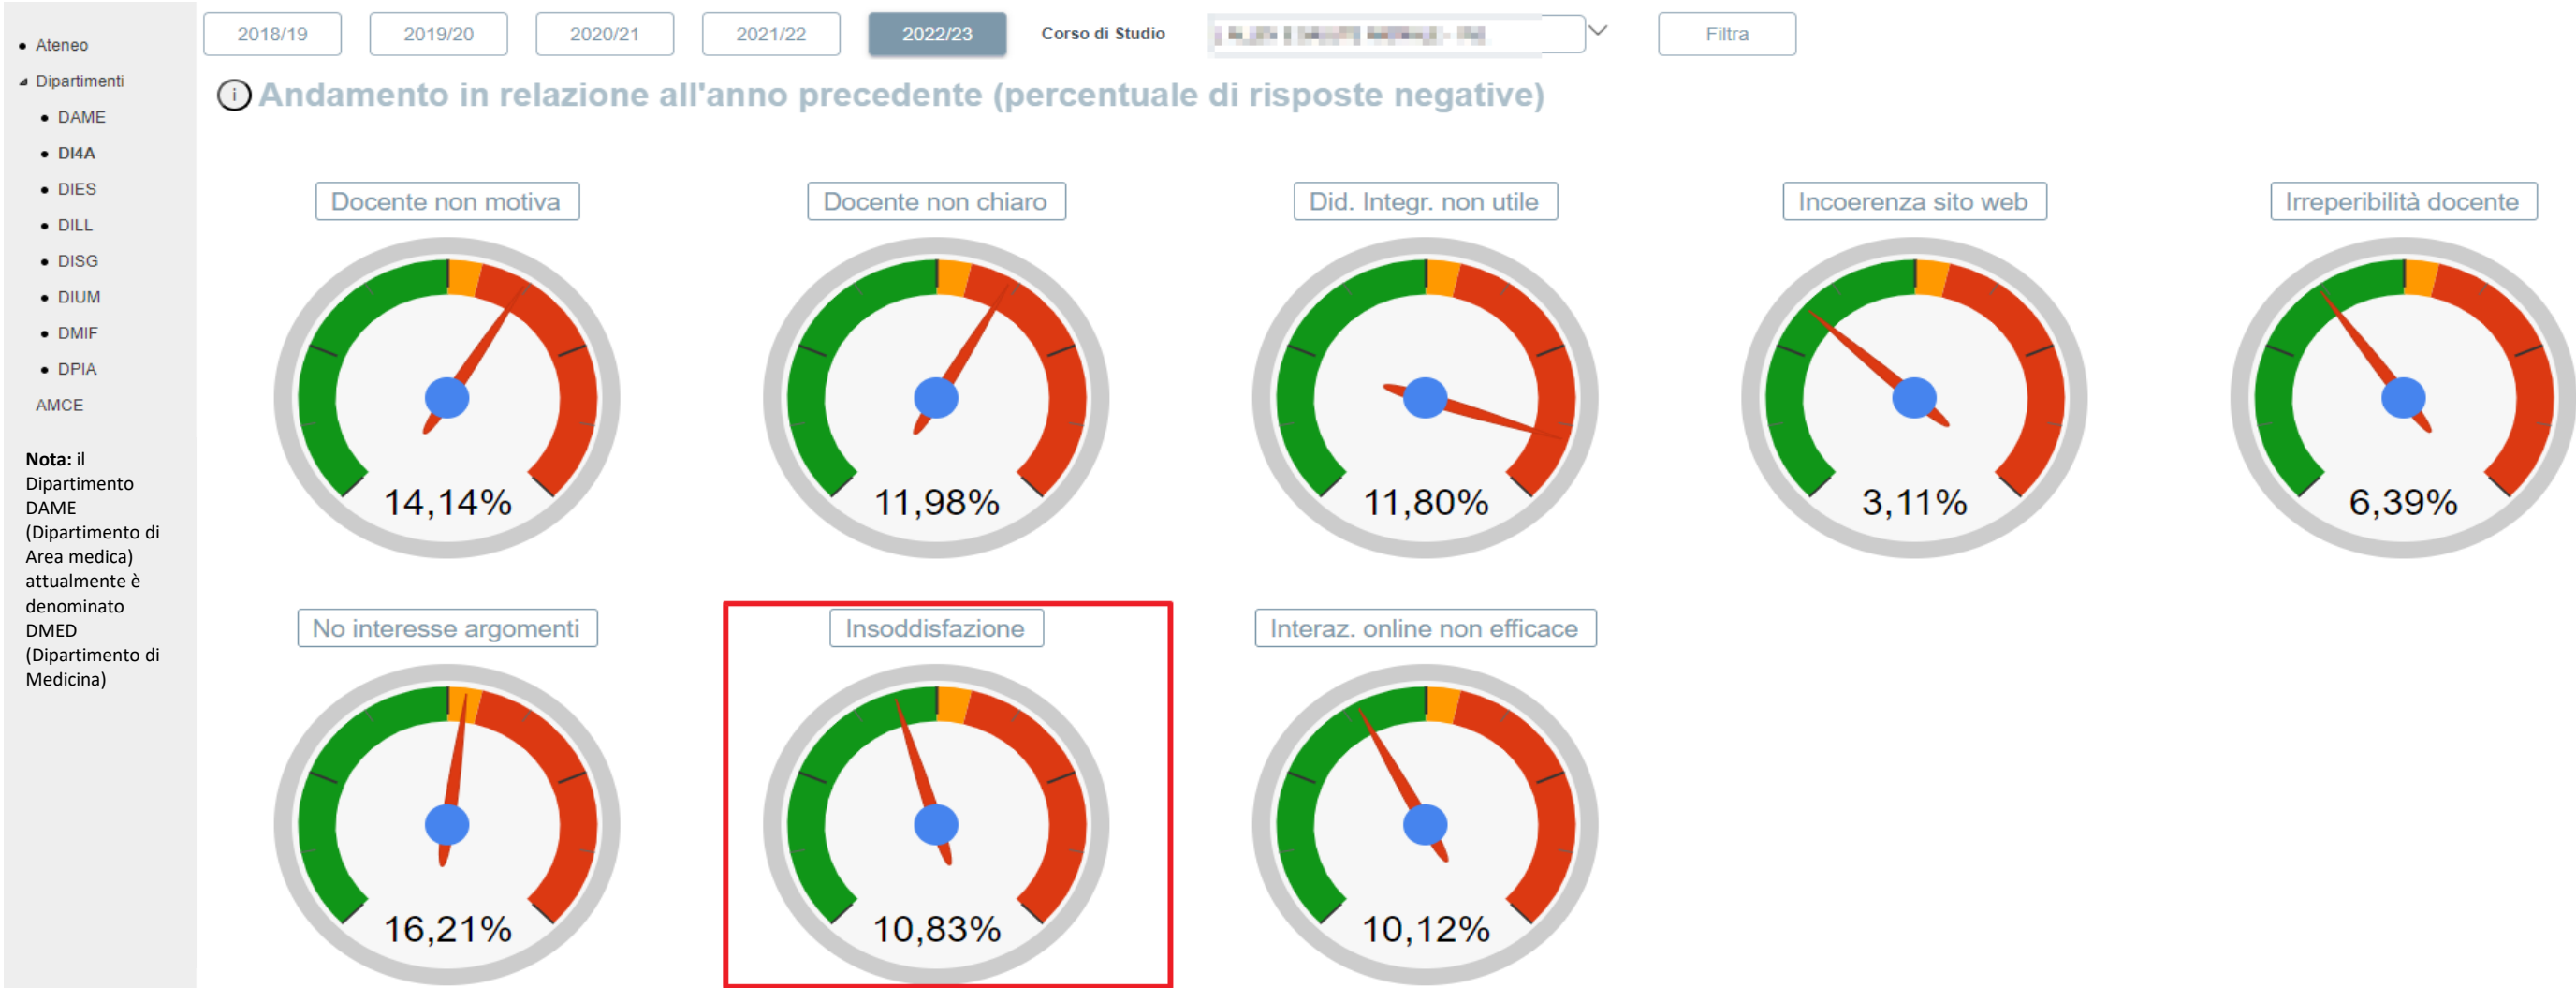 Ateneo
Dipartimenti
DAME
DI4A
DIES
DILL
DISG
DIUM
DMIF
DPIA
AMCE
Nota: il
Dipartimento
DAME
(Dipartimento di
Area medica)
attualmente è
denominato
DMED
(Dipartimento di
Medicina)
2018/19 2019/20 2020/21 2021/22 2022/23 Corso di Studio Filtra
Andamento in relazione all'anno precedente (percentuale di risposte negative)
Docente non motiva Docente non chiaro Did. Integr. non utile Incoerenza sito web Irreperibilità docente
14,14% 11,98% 11,80% 3,11% 6,39%
No interesse argomenti Insoddisfazione Interaz. online non efficace
16,21% 10,83% 10,12%